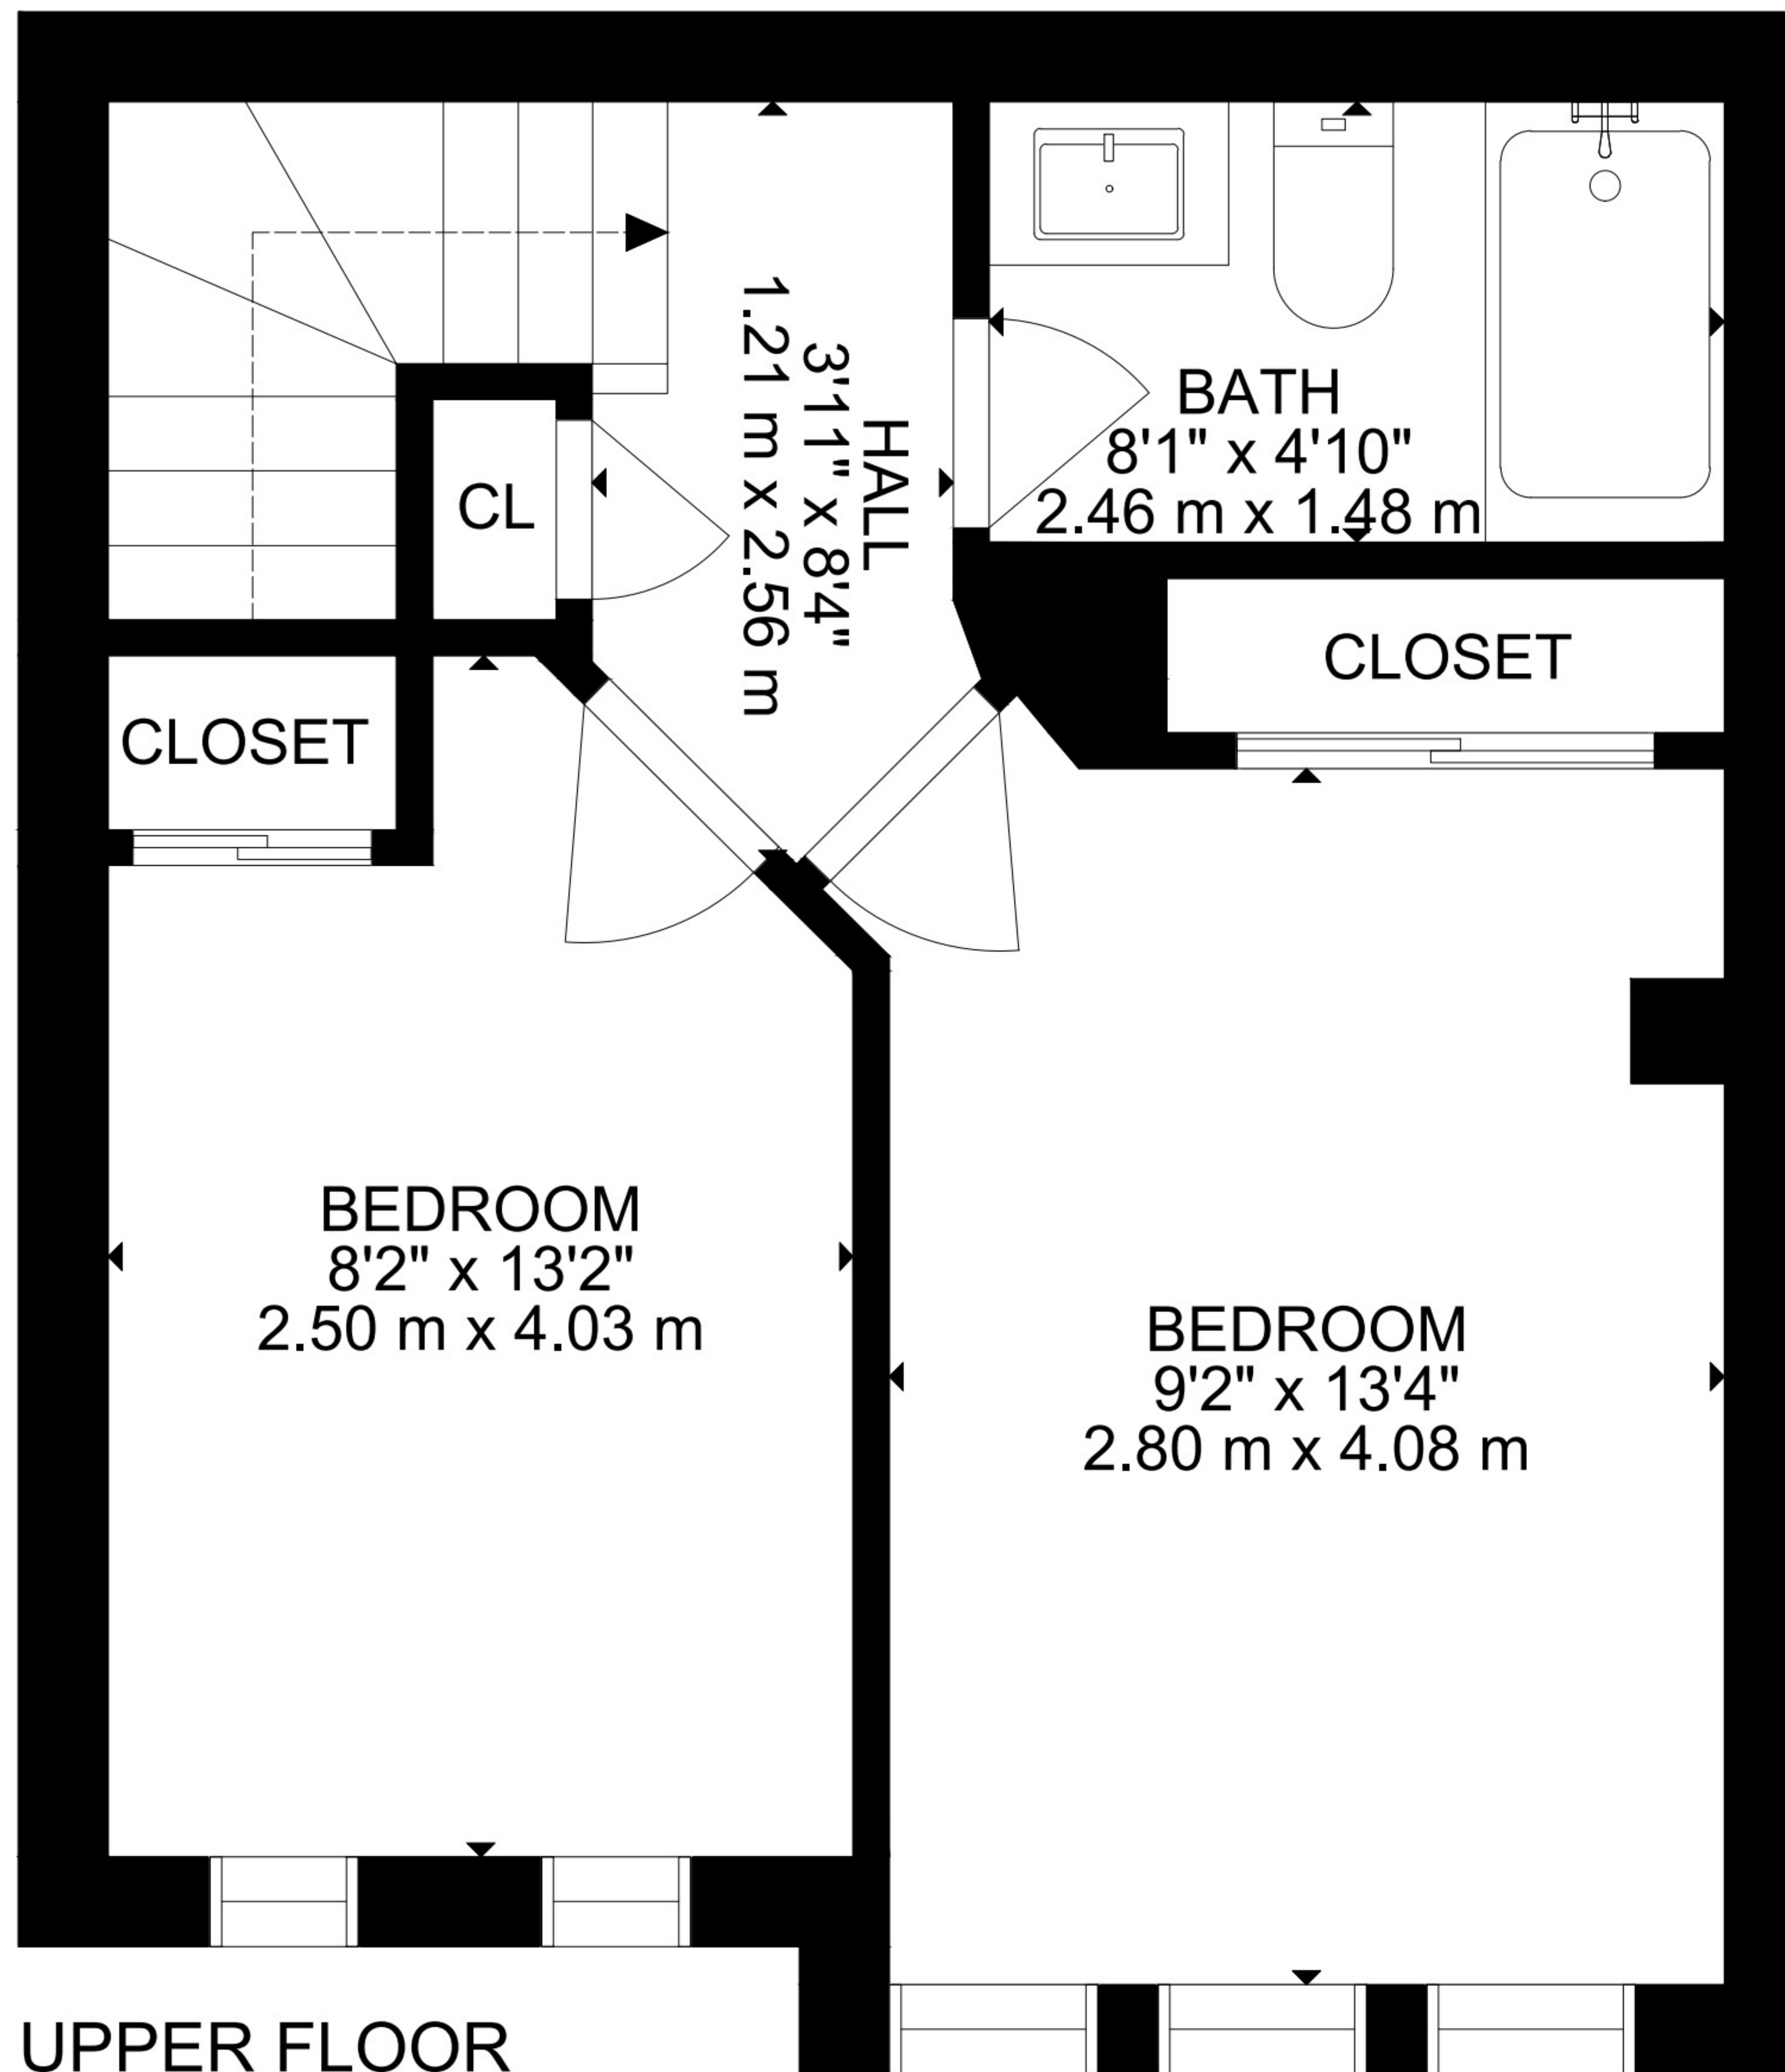 HALL
3'11" x 8'4"
1.21 m x 2.56 m
BATH
8'1" x 4'10"
2.46 m x 1.48 m
CL
CLOSET
CLOSET
BEDROOM
8'2" x 13'2"
2.50 m x 4.03 m
BEDROOM
9'2" x 13'4"
2.80 m x 4.08 m
UPPER FLOOR